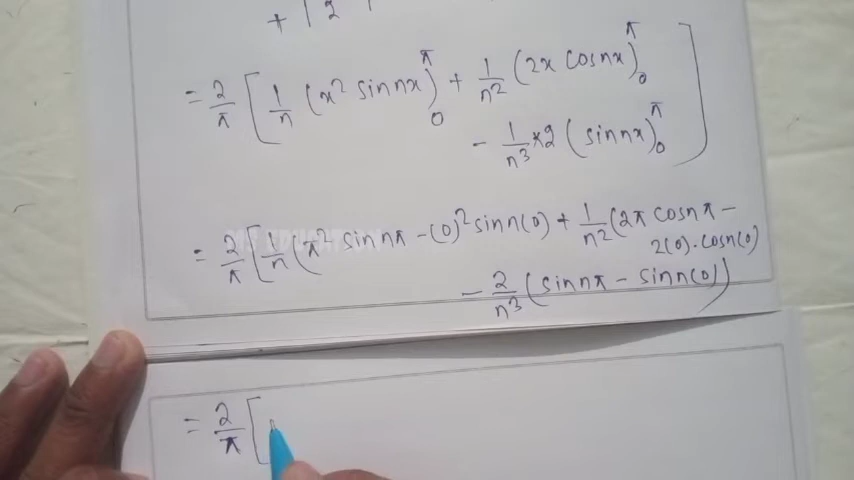 + | 2
= 2/π [ 1/n (x² sin nx)₀^π + 1/n² (2x cos nx)₀^π
- 1/n³ ×2 (sin nx)₀^π ]
= 2/π [ 1/n (π² sin nπ - (0)² sin n(0) + 1/n² (2π cos nπ -
2(0).cos n(0)
- 2/n³ (sin nπ - sin n(0)) 
= 2/π [